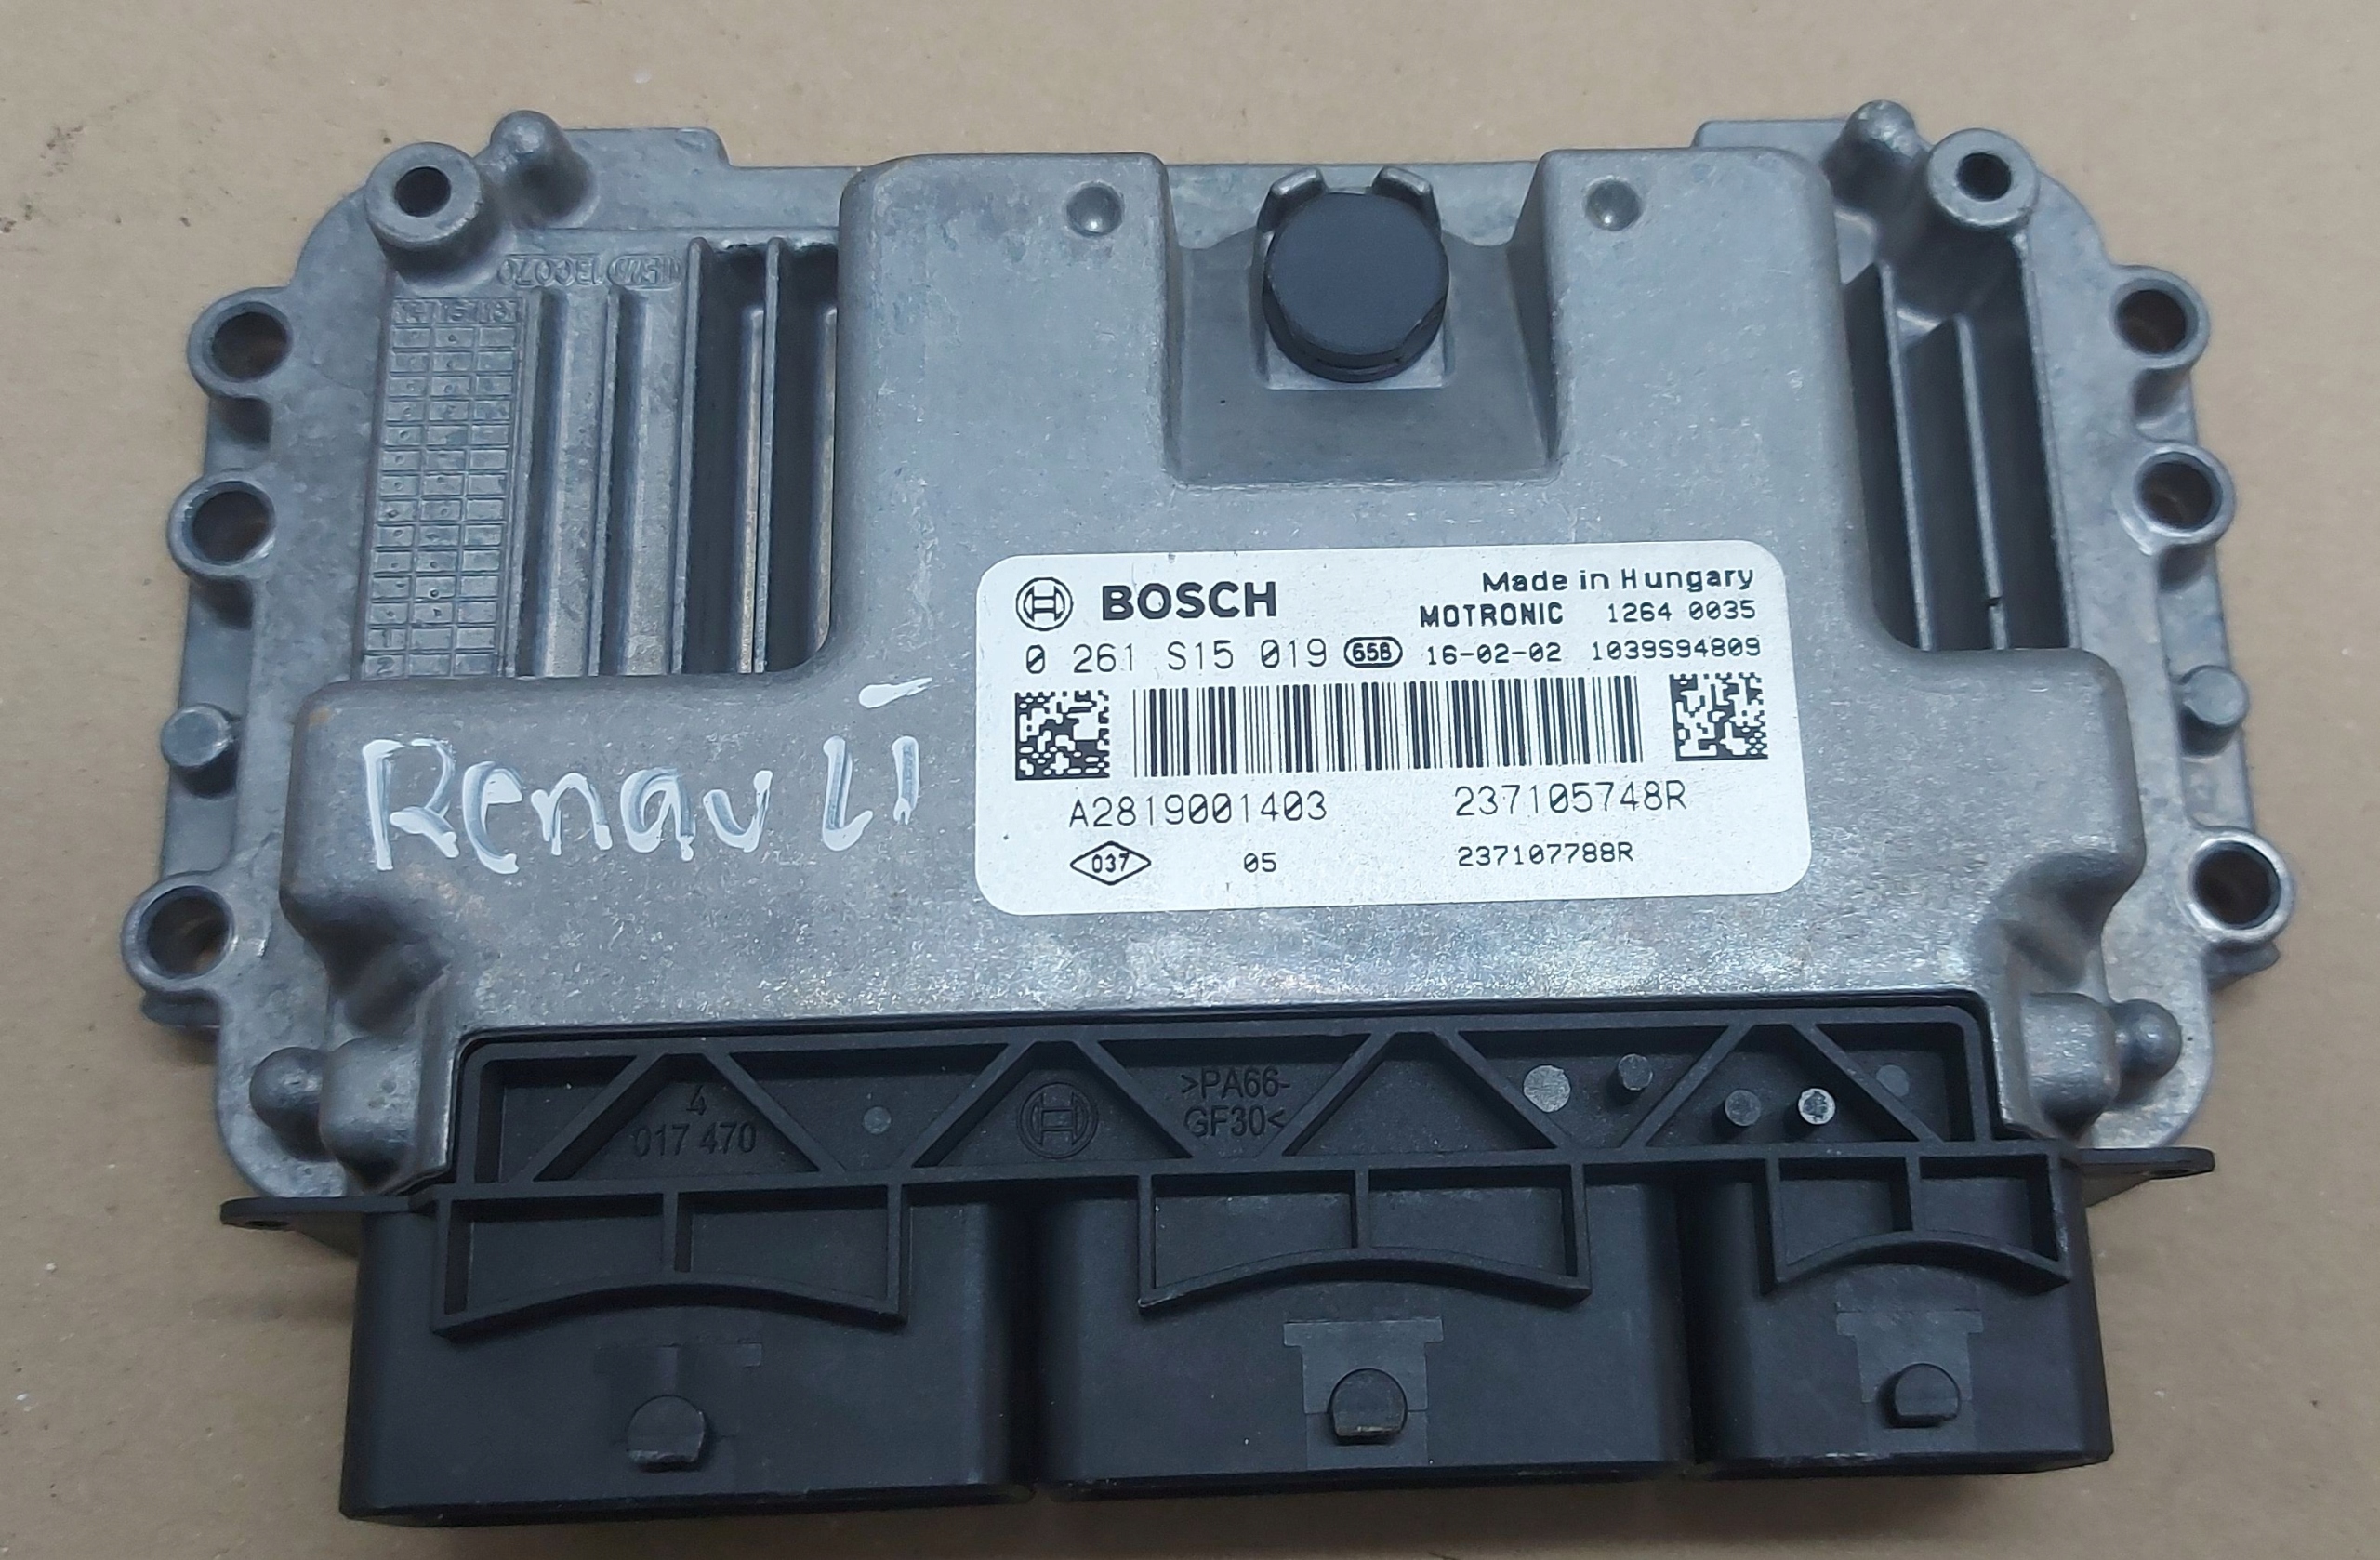 BOSCH
Made in Hungary
MOTRONIC 1264 0035
0 261 S15 019 658 16-02-02 1039S94809
A2819001403 237105748R
037 05 237107788R
Renault
4
017 470
>PA66-
GF30<